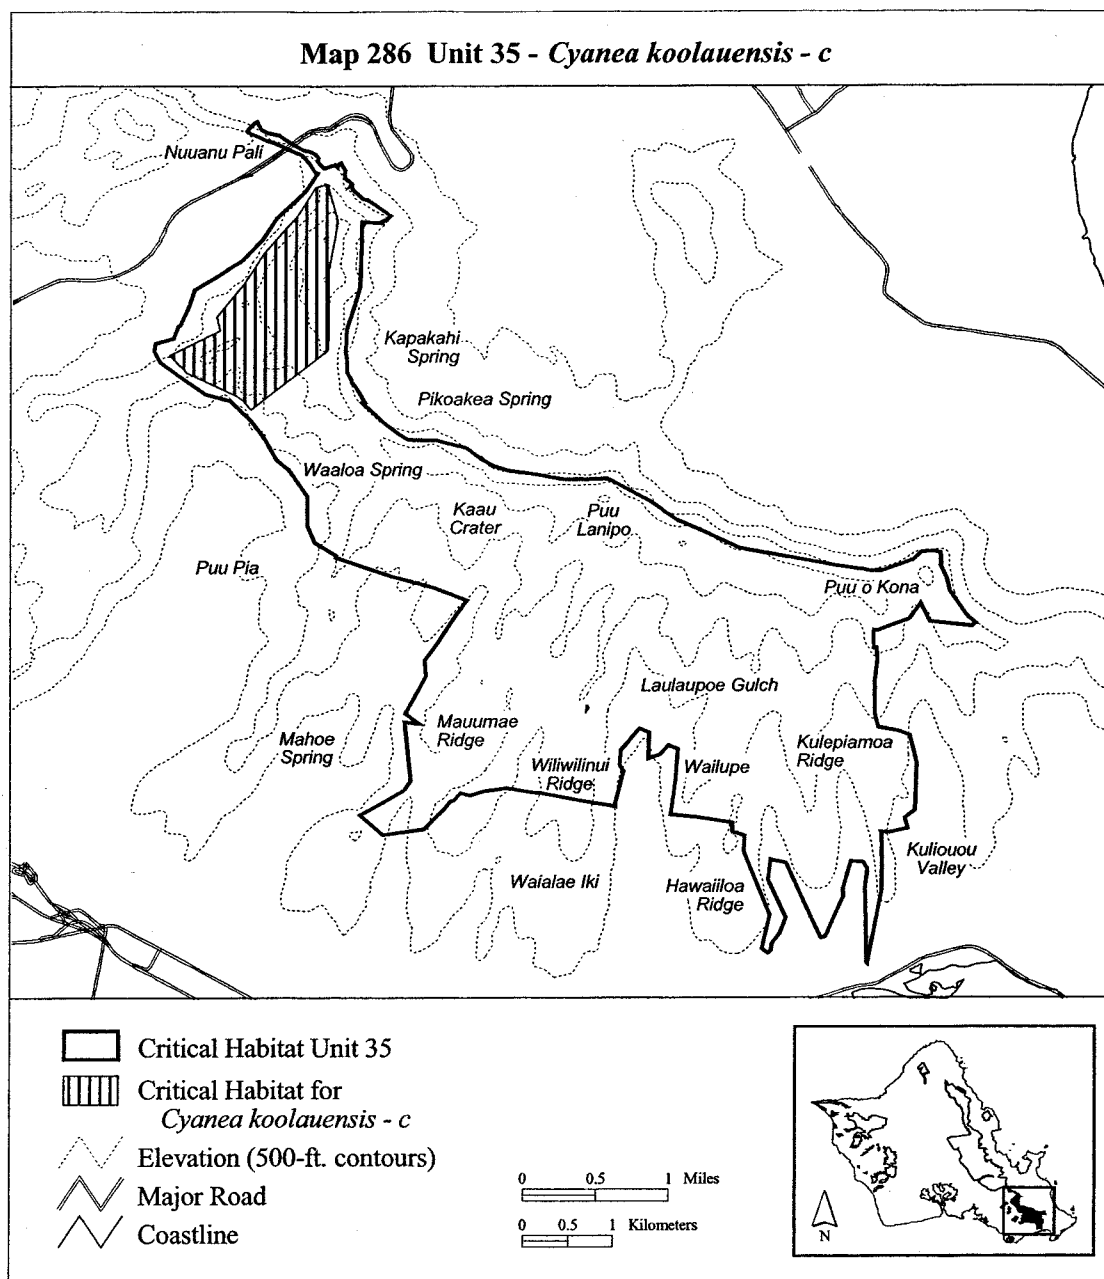 Map 286 Unit 35 - Cyanea koolauensis - c
Nuuanu Pali
Kapakahi
Spring
Pikoakea Spring
Waaloa Spring
Kaau
Crater
Puu
Lanipo
Puu Pia
Puu o Kona
Laulaupoe Gulch
Mahoe
Spring
Mauumae
Ridge
Wiliwilinui
Ridge
Wailupe
Kulepiamoa
Ridge
Waialae Iki
Hawaiiloa
Ridge
Kuliouou
Valley
Critical Habitat Unit 35
Critical Habitat for
Cyanea koolauensis - c
Elevation (500-ft. contours)
Major Road
Coastline
0 0.5 1 Miles
0 0.5 1 Kilometers
N